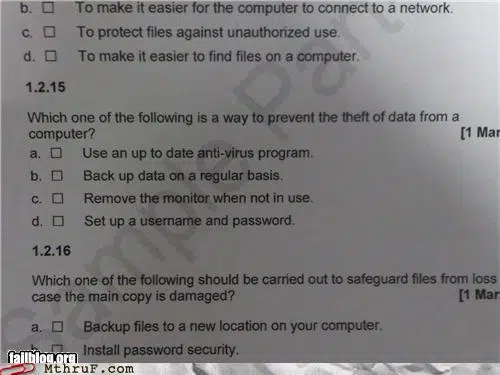 b. To make it easier for the computer to connect to a network.
c. To protect files against unauthorized use.
d. To make it easier to find files on a computer.
1.2.15
Which one of the following is a way to prevent the theft of data from a
computer? [1 Mar
a. Use an up to date anti-virus program.
b. Back up data on a regular basis.
c. Remove the monitor when not in use.
d. Set up a username and password.
1.2.16
Which one of the following should be carried out to safeguard files from loss
case the main copy is damaged? [1 Mar
a. Backup files to a new location on your computer.
b. Install password security.
Sample Part
failblog.org
MthruF.com